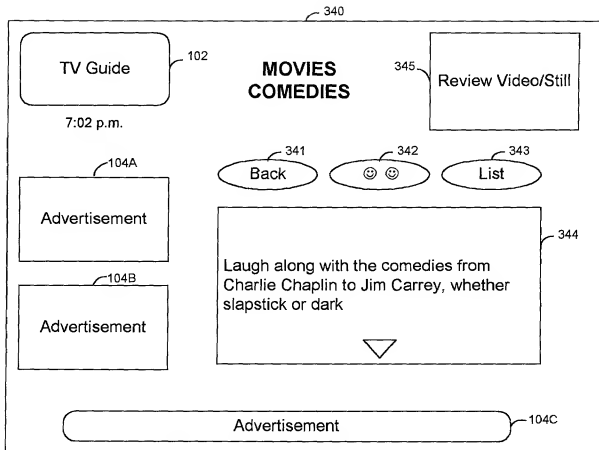 340
TV Guide
102
MOVIES
COMEDIES
345
Review Video/Still
7:02 p.m.
341
342
343
Back
☺ ☺
List
104A
Advertisement
344
Laugh along with the comedies from
Charlie Chaplin to Jim Carrey, whether
slapstick or dark
104B
Advertisement
Advertisement
104C